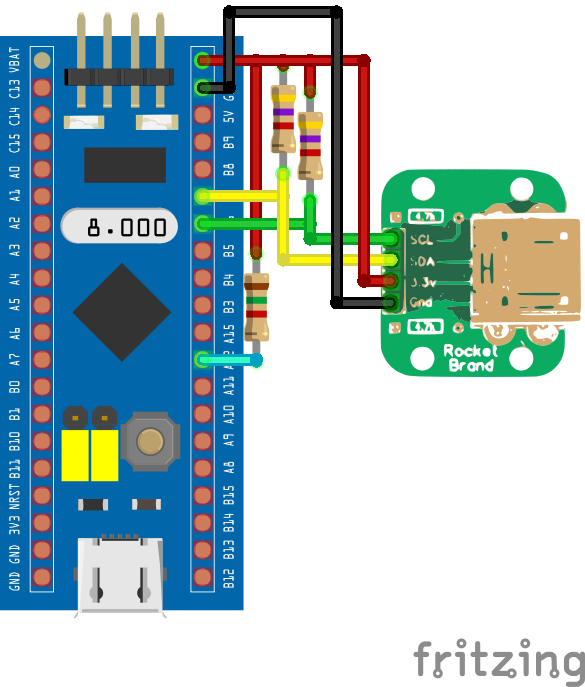 VBAT
C13
C14
C15
A0
A1
A2
A3
A4
A5
A6
A7
B0
B1
B10
B11
NRST
3V3
GND
GND
8.000
G
5V
B9
B8
B5
B4
B3
A15
A11
A10
A9
A8
B15
B14
B13
B12
4.7k
SCL
SDA
3.3v
Gnd
4.7k
Rocket
Brand
fritzing